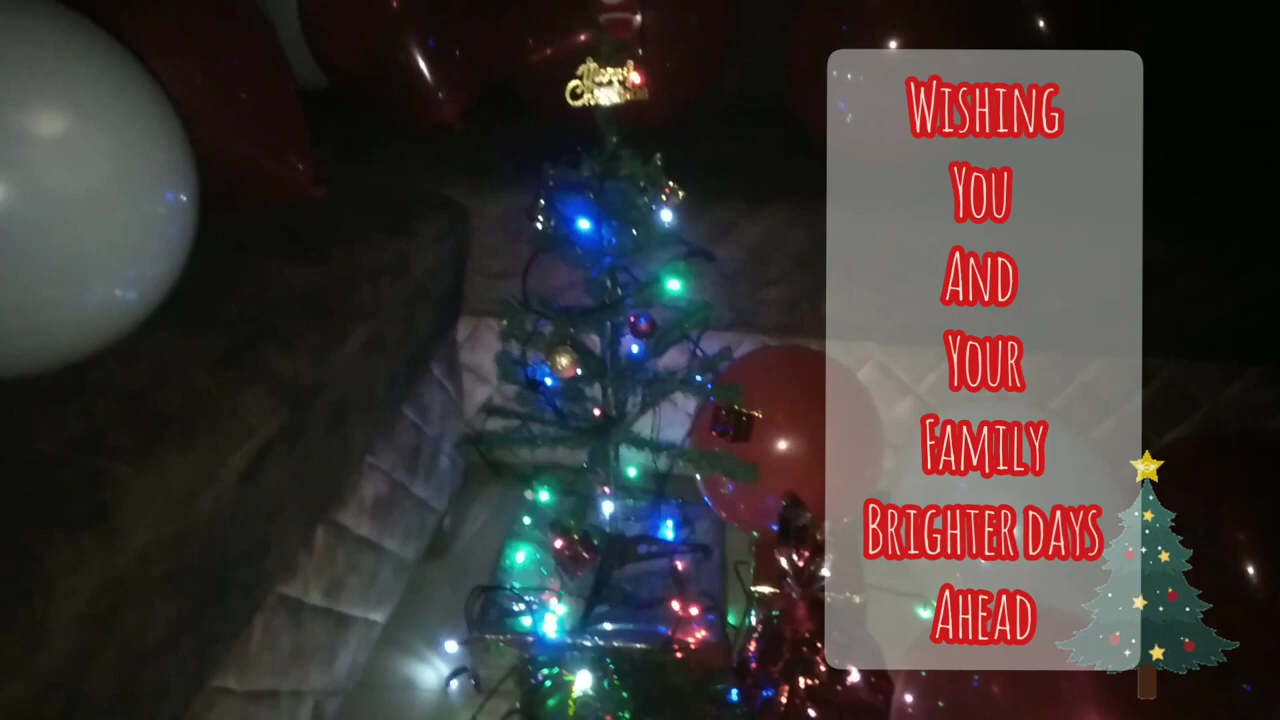 Merry
Christmas
WISHING
YOU
AND
YOUR
FAMILY
BRIGHTER DAYS
AHEAD